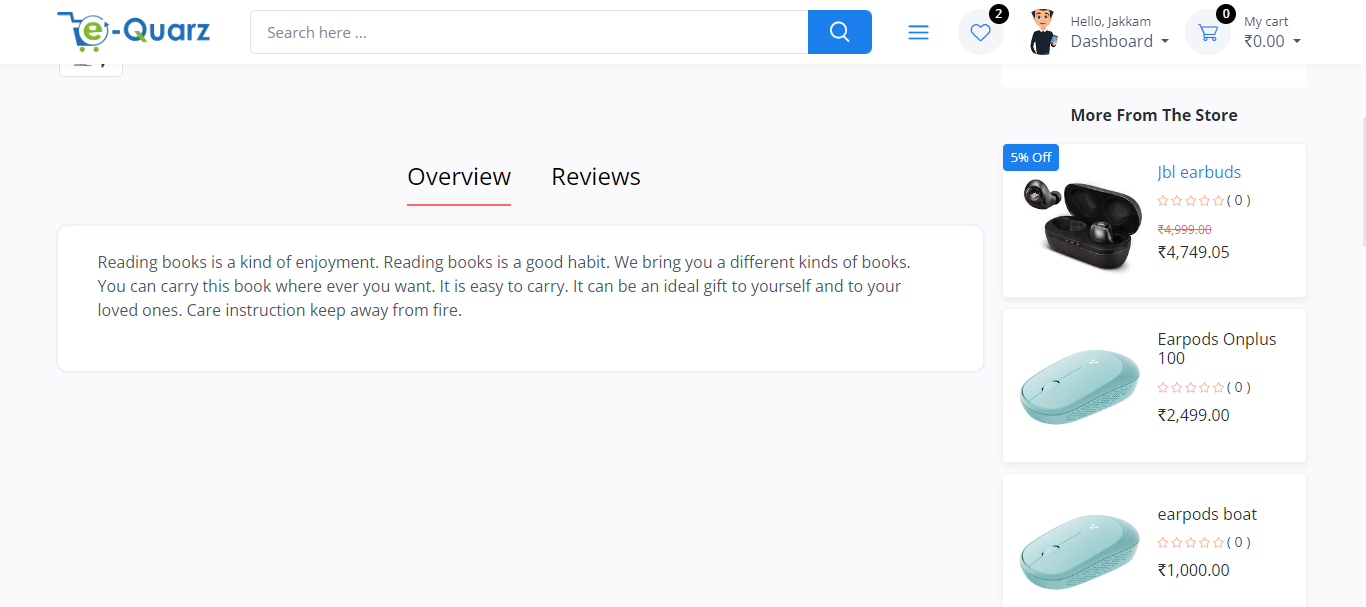 e-Quarz
Search here ...
2
Hello, Jakkam
Dashboard
0
My cart
₹0.00
More From The Store
Overview
Reviews
Reading books is a kind of enjoyment. Reading books is a good habit. We bring you a different kinds of books.
You can carry this book where ever you want. It is easy to carry. It can be an ideal gift to yourself and to your
loved ones. Care instruction keep away from fire.
5% Off
Jbl earbuds
( 0 )
₹4,999.00
₹4,749.05
Earpods Onplus
100
( 0 )
₹2,499.00
earpods boat
( 0 )
₹1,000.00